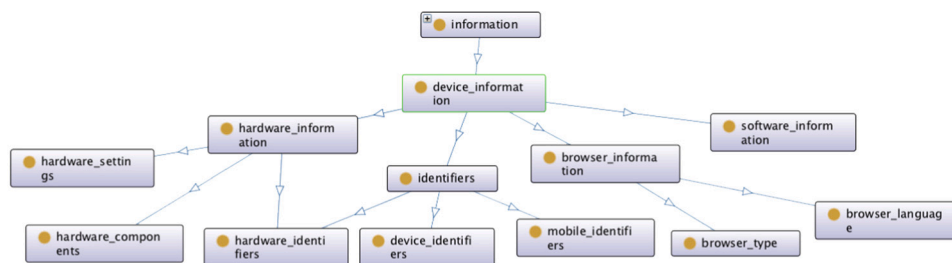 information
device_informat
ion
hardware_inform
ation
software_inform
ation
hardware_settin
gs
identifiers
browser_informa
tion
hardware_compon
ents
hardware_identi
fiers
device_identifi
ers
mobile_identifi
ers
browser_type
browser_languag
e